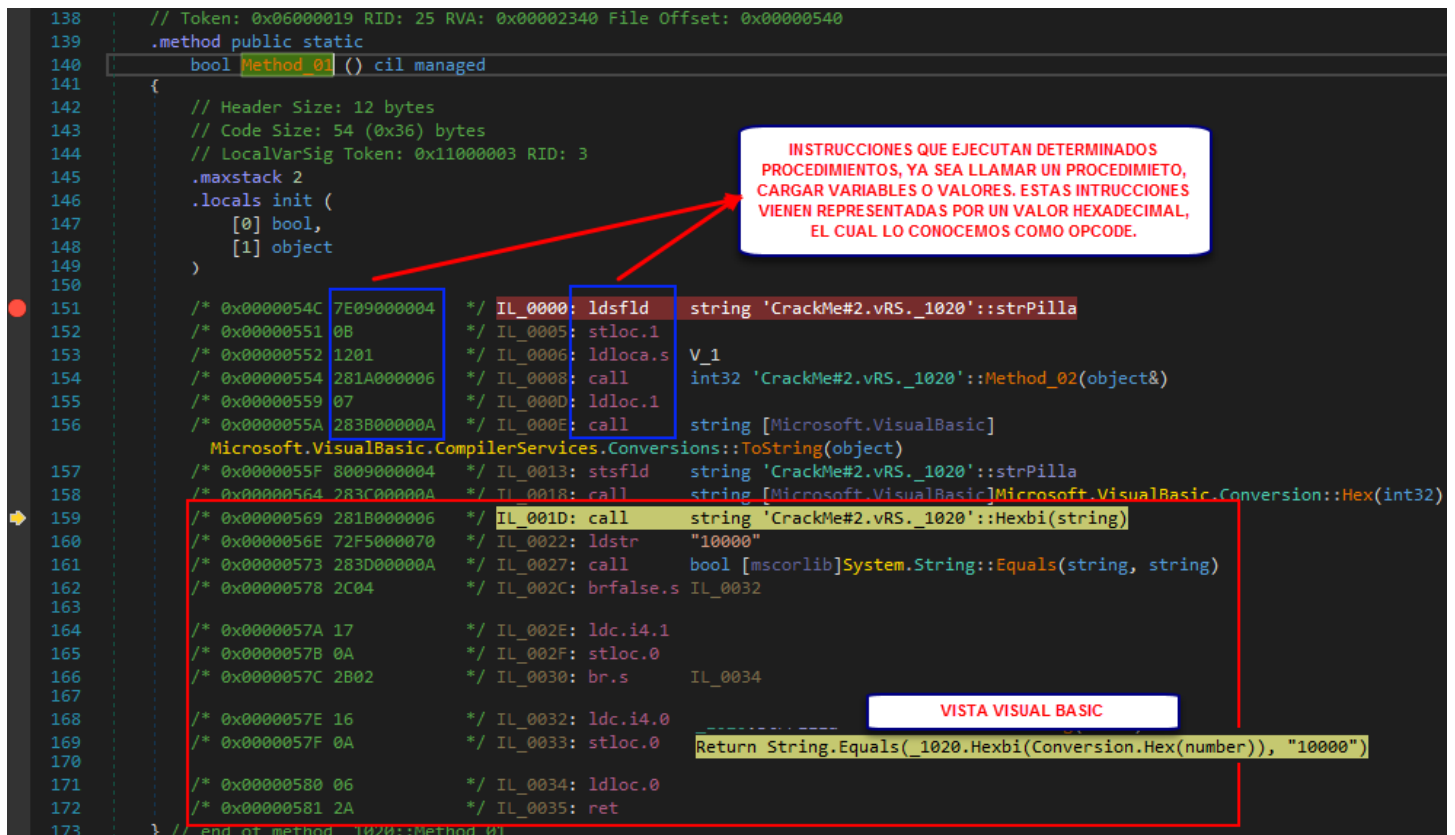 138 // Token: 0x06000019 RID: 25 RVA: 0x00002340 File Offset: 0x00000540
139 .method public static
140 bool Method_01 () cil managed
141 {
142 // Header Size: 12 bytes
143 // Code Size: 54 (0x36) bytes
144 // LocalVarSig Token: 0x11000003 RID: 3
145 .maxstack 2
146 .locals init (
147 [0] bool,
148 [1] object
149 )
150
INSTRUCCIONES QUE EJECUTAN DETERMINADOS
PROCEDIMIENTOS, YA SEA LLAMAR UN PROCEDIMIETO,
CARGAR VARIABLES O VALORES. ESTAS INTRUCCIONES
VIENEN REPRESENTADAS POR UN VALOR HEXADECIMAL,
EL CUAL LO CONOCEMOS COMO OPCODE.
151 /* 0x0000054C 7E09000004 */ IL_0000: ldsfld string 'CrackMe#2.vRS._1020'::strPilla
152 /* 0x00000551 0B */ IL_0005: stloc.1
153 /* 0x00000552 1201 */ IL_0006: ldloca.s V_1
154 /* 0x00000554 281A000006 */ IL_0008: call int32 'CrackMe#2.vRS._1020'::Method_02(object&)
155 /* 0x00000559 07 */ IL_000D: ldloc.1
156 /* 0x0000055A 283B00000A */ IL_000E: call string [Microsoft.VisualBasic]
Microsoft.VisualBasic.CompilerServices.Conversions::ToString(object)
157 /* 0x0000055F 8009000004 */ IL_0013: stsfld string 'CrackMe#2.vRS._1020'::strPilla
158 /* 0x00000564 283C00000A */ IL_0018: call string [Microsoft.VisualBasic]Microsoft.VisualBasic.Conversion::Hex(int32)
159 /* 0x00000569 281B000006 */ IL_001D: call string 'CrackMe#2.vRS._1020'::Hexbi(string)
160 /* 0x0000056E 72F5000070 */ IL_0022: ldstr "10000"
161 /* 0x00000573 283D00000A */ IL_0027: call bool [mscorlib]System.String::Equals(string, string)
162 /* 0x00000578 2C04 */ IL_002C: brfalse.s IL_0032
163
164 /* 0x0000057A 17 */ IL_002E: ldc.i4.1
165 /* 0x0000057B 0A */ IL_002F: stloc.0
166 /* 0x0000057C 2B02 */ IL_0030: br.s IL_0034
167
168 /* 0x0000057E 16 */ IL_0032: ldc.i4.0
VISTA VISUAL BASIC
169 /* 0x0000057F 0A */ IL_0033: stloc.0
Return String.Equals(_1020.Hexbi(Conversion.Hex(number)), "10000")
170
171 /* 0x00000580 06 */ IL_0034: ldloc.0
172 /* 0x00000581 2A */ IL_0035: ret
173 } // end of method _1020::Method_01